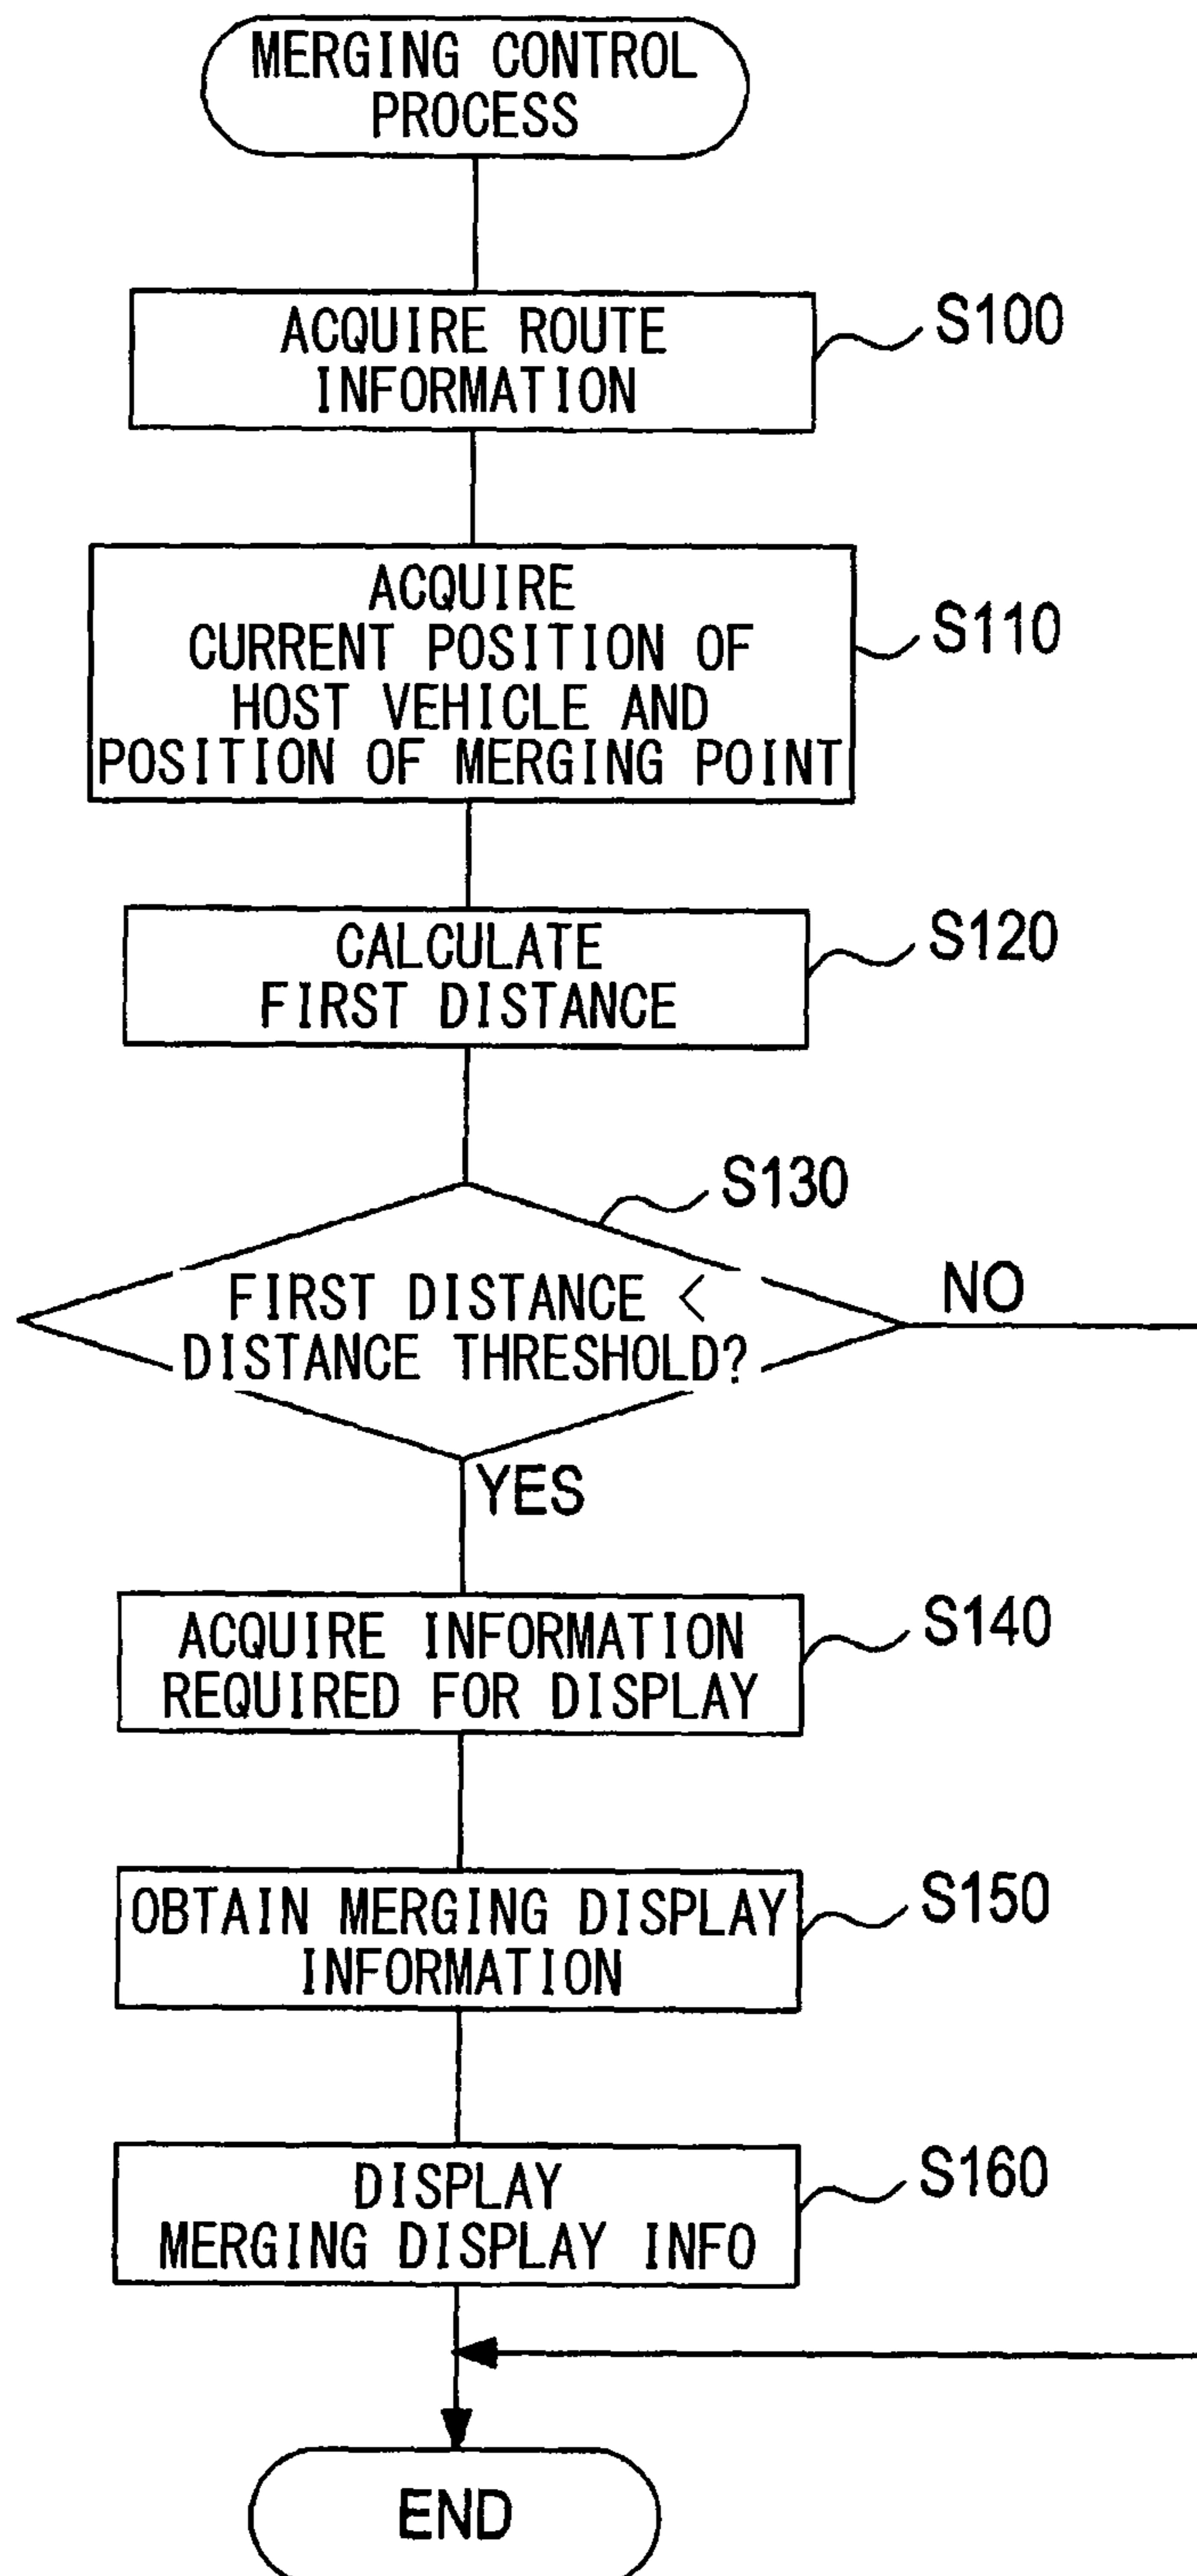 MERGING CONTROL
PROCESS
ACQUIRE ROUTE
INFORMATION
S100
ACQUIRE
CURRENT POSITION OF
HOST VEHICLE AND
POSITION OF MERGING POINT
S110
CALCULATE
FIRST DISTANCE
S120
S130
FIRST DISTANCE <
DISTANCE THRESHOLD?
NO
YES
ACQUIRE INFORMATION
REQUIRED FOR DISPLAY
S140
OBTAIN MERGING DISPLAY
INFORMATION
S150
DISPLAY
MERGING DISPLAY INFO
S160
END